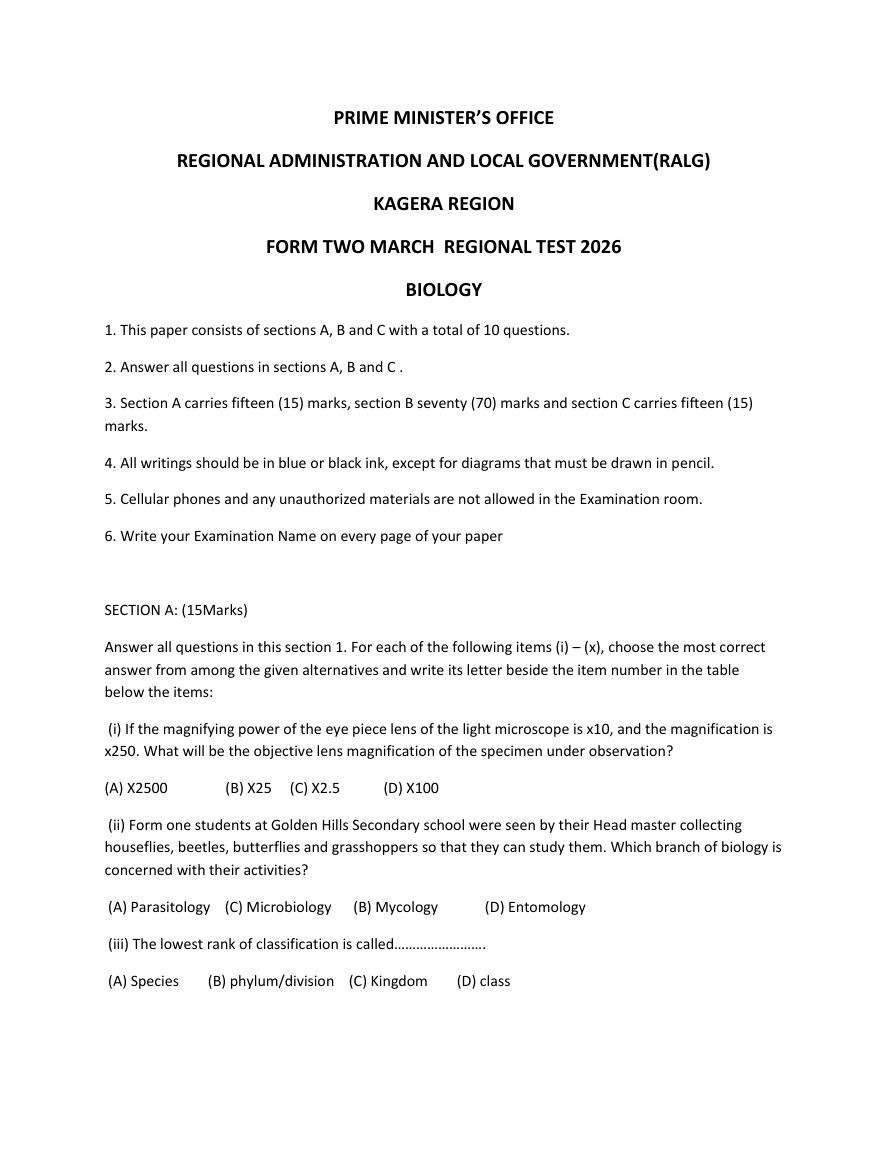 PRIME MINISTER’S OFFICE
REGIONAL ADMINISTRATION AND LOCAL GOVERNMENT(RALG)
KAGERA REGION
FORM TWO MARCH  REGIONAL TEST 2026
BIOLOGY
1. This paper consists of sections A, B and C with a total of 10 questions.
2. Answer all questions in sections A, B and C .
3. Section A carries fifteen (15) marks, section B seventy (70) marks and section C carries fifteen (15)
marks.
4. All writings should be in blue or black ink, except for diagrams that must be drawn in pencil.
5. Cellular phones and any unauthorized materials are not allowed in the Examination room.
6. Write your Examination Name on every page of your paper
SECTION A: (15Marks)
Answer all questions in this section 1. For each of the following items (i) – (x), choose the most correct
answer from among the given alternatives and write its letter beside the item number in the table
below the items:
(i) If the magnifying power of the eye piece lens of the light microscope is x10, and the magnification is
x250. What will be the objective lens magnification of the specimen under observation?
(A) X2500 (B) X25 (C) X2.5 (D) X100
(ii) Form one students at Golden Hills Secondary school were seen by their Head master collecting
houseflies, beetles, butterflies and grasshoppers so that they can study them. Which branch of biology is
concerned with their activities?
(A) Parasitology (C) Microbiology (B) Mycology (D) Entomology
(iii) The lowest rank of classification is called…………………….
(A) Species (B) phylum/division (C) Kingdom (D) class